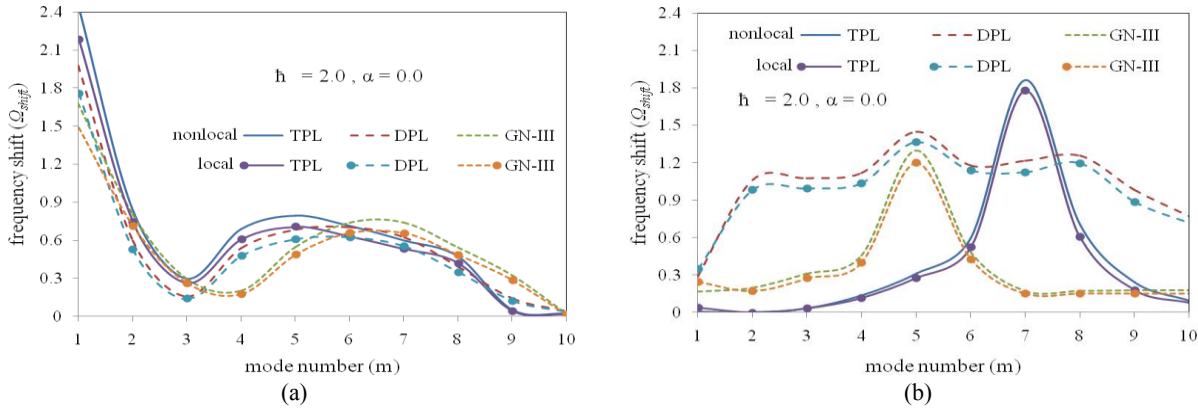 2.4
2.1
1.8
1.5
1.2
0.9
0.6
0.3
0
frequency shift (Ωshift)
ħ = 2.0 , α = 0.0
nonlocal TPL DPL GN-III
local TPL DPL GN-III
1 2 3 4 5 6 7 8 9 10
mode number (m)
(a)
2.4
2.1
1.8
1.5
1.2
0.9
0.6
0.3
0
frequency shift (Ωshift)
nonlocal TPL DPL GN-III
local TPL DPL GN-III
ħ = 2.0 , α = 0.0
1 2 3 4 5 6 7 8 9 10
mode number (m)
(b)